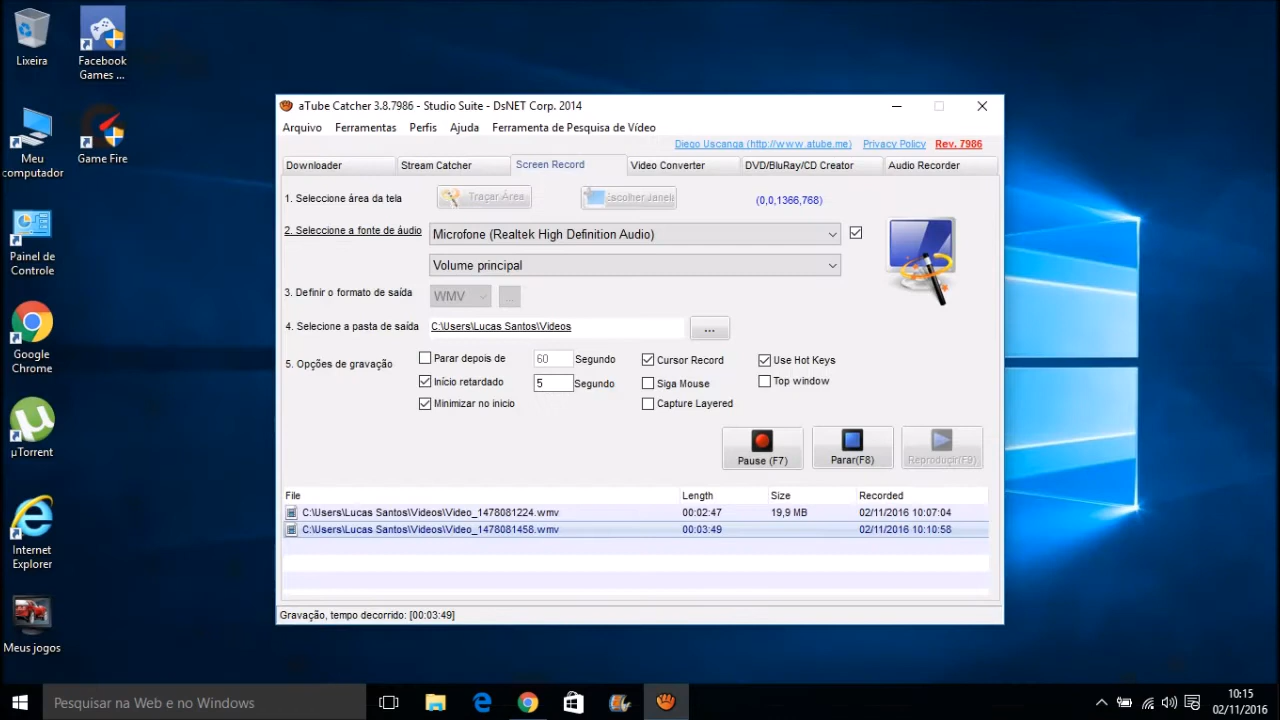 Lixeira
Facebook
Games ...
Meu
computador
Game Fire
Painel de
Controle
Google
Chrome
µTorrent
Internet
Explorer
Meus jogos
aTube Catcher 3.8.7986 - Studio Suite - DsNET Corp. 2014
Arquivo Ferramentas Perfis Ajuda Ferramenta de Pesquisa de Vídeo
Diego Uscanga (http://www.atube.me) Privacy Policy Rev. 7986
Downloader Stream Catcher Screen Record Video Converter DVD/BluRay/CD Creator Audio Recorder
1. Seleccione área da tela Traçar Área Escolher Janela (0,0,1366,768)
2. Seleccione a fonte de áudio Microfone (Realtek High Definition Audio)
Volume principal
3. Definir o formato de saída WMV ...
4. Selecione a pasta de saída C:\Users\Lucas Santos\Videos ...
5. Opções de gravação
Parar depois de 60 Segundo Cursor Record Use Hot Keys
Início retardado 5 Segundo Siga Mouse Top window
Minimizar no inicio Capture Layered
Pause (F7) Parar(F8) Reproduçir(F9)
File Length Size Recorded
C:\Users\Lucas Santos\Videos\Video_1478081224.wmv 00:02:47 19,9 MB 02/11/2016 10:07:04
C:\Users\Lucas Santos\Videos\Video_1478081458.wmv 00:03:49 02/11/2016 10:10:58
Gravação, tempo decorrido: [00:03:49]
Pesquisar na Web e no Windows
10:15
02/11/2016